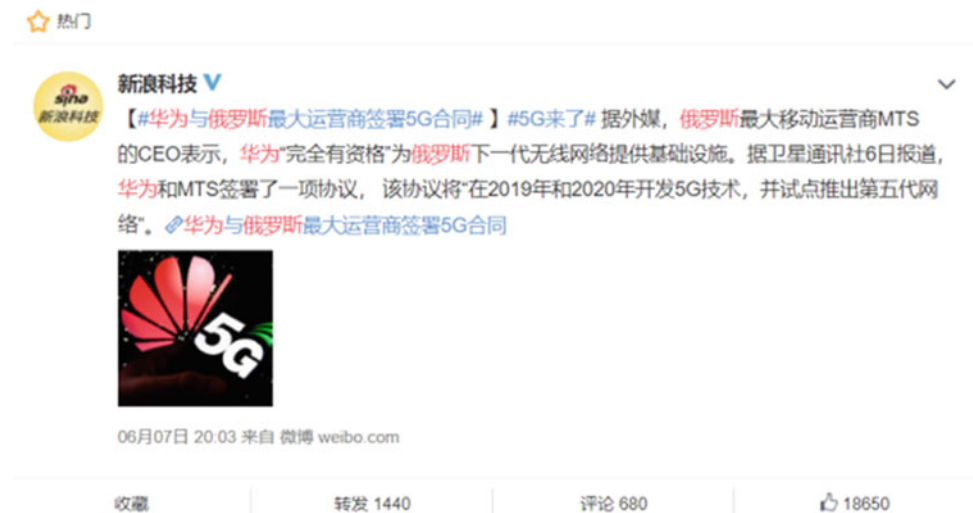 热门
sina
新浪科技
新浪科技
【#华为与俄罗斯最大运营商签署5G合同# 】#5G来了# 据外媒，俄罗斯最大移动运营商MTS
的CEO表示，华为“完全有资格”为俄罗斯下一代无线网络提供基础设施。据卫星通讯社6日报道，
华为和MTS签署了一项协议， 该协议将“在2019年和2020年开发5G技术，并试点推出第五代网
络”。华为与俄罗斯最大运营商签署5G合同
5G
06月07日 20:03 来自 微博 weibo.com
收藏 转发 1440 评论 680 18650